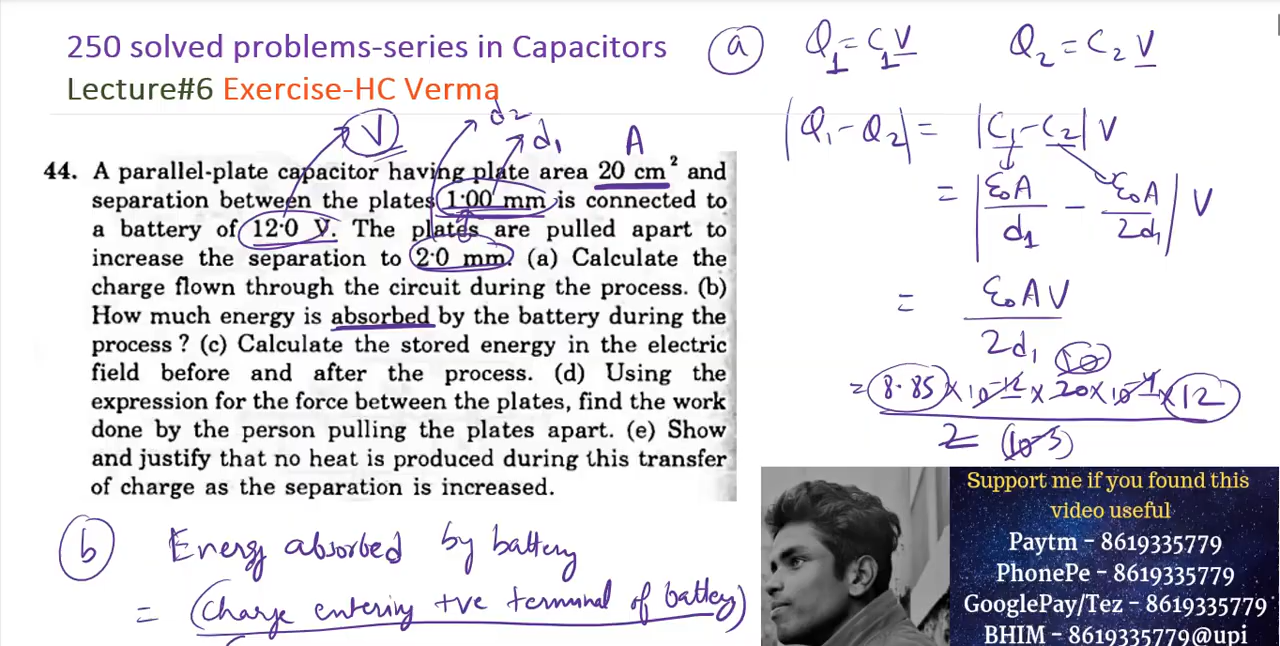 250 solved problems-series in Capacitors
Lecture#6 Exercise-HC Verma
V
d2
d1
A
44. A parallel-plate capacitor having plate area 20 cm² and
separation between the plates 1·00 mm is connected to
a battery of 12·0 V. The plates are pulled apart to
increase the separation to 2·0 mm. (a) Calculate the
charge flown through the circuit during the process. (b)
How much energy is absorbed by the battery during the
process ? (c) Calculate the stored energy in the electric
field before and after the process. (d) Using the
expression for the force between the plates, find the work
done by the person pulling the plates apart. (e) Show
and justify that no heat is produced during this transfer
of charge as the separation is increased.
(a) Q1 = C1V Q2 = C2 V
|Q1 - Q2| = |C1 - C2| V
= |ε0A/d1 - ε0A/2d1| V
= ε0AV/2d1
10
= 8.85 × 10-12 × 20 × 10-4 × 12
2 (10-3)
(b) Energy absorbed by battery
= (Charge entering +ve terminal of battery)
Support me if you found this
video useful
Paytm - 8619335779
PhonePe - 8619335779
GooglePay/Tez - 8619335779
BHIM - 8619335779@upi